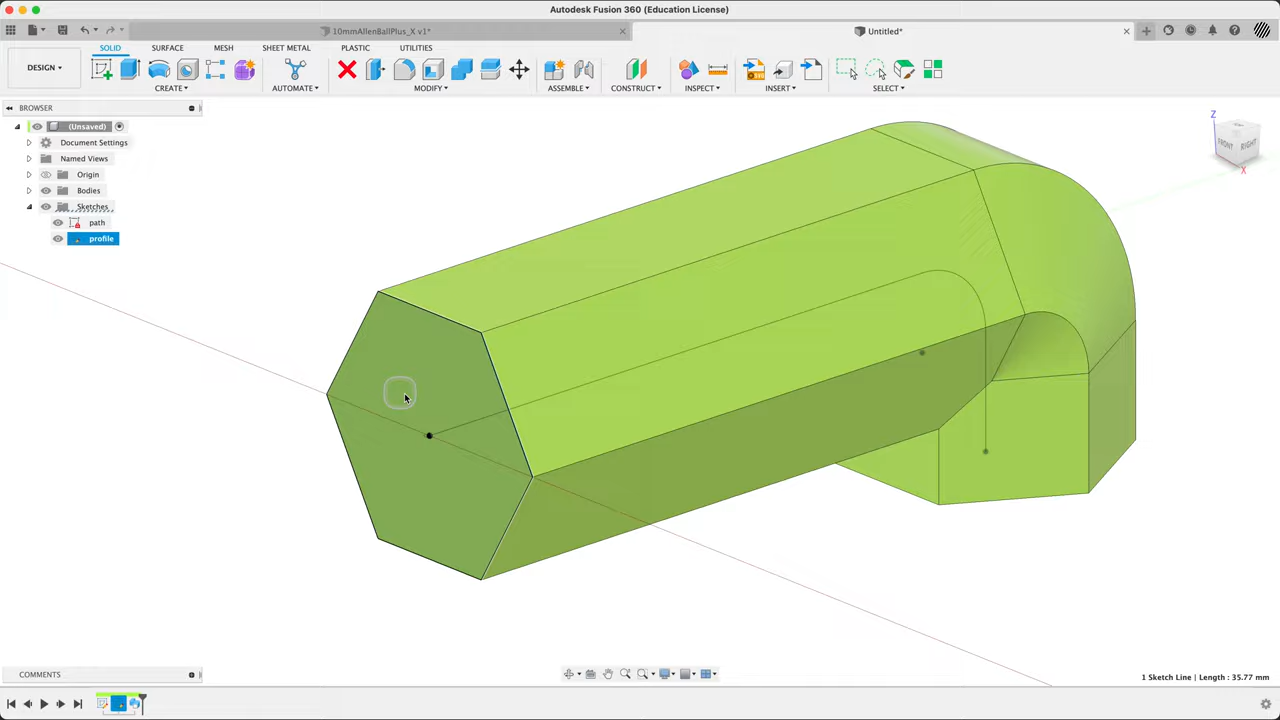 Autodesk Fusion 360 (Education License)
10mmAllenBallPlus_X v1*
Untitled*
SOLID SURFACE MESH SHEET METAL PLASTIC UTILITIES
DESIGN
CREATE AUTOMATE MODIFY ASSEMBLE CONSTRUCT INSPECT INSERT SELECT
BROWSER
(Unsaved)
Document Settings
Named Views
Origin
Bodies
Sketches
path
profile
Z
FRONT RIGHT
X
COMMENTS
1 Sketch Line | Length : 35.77 mm